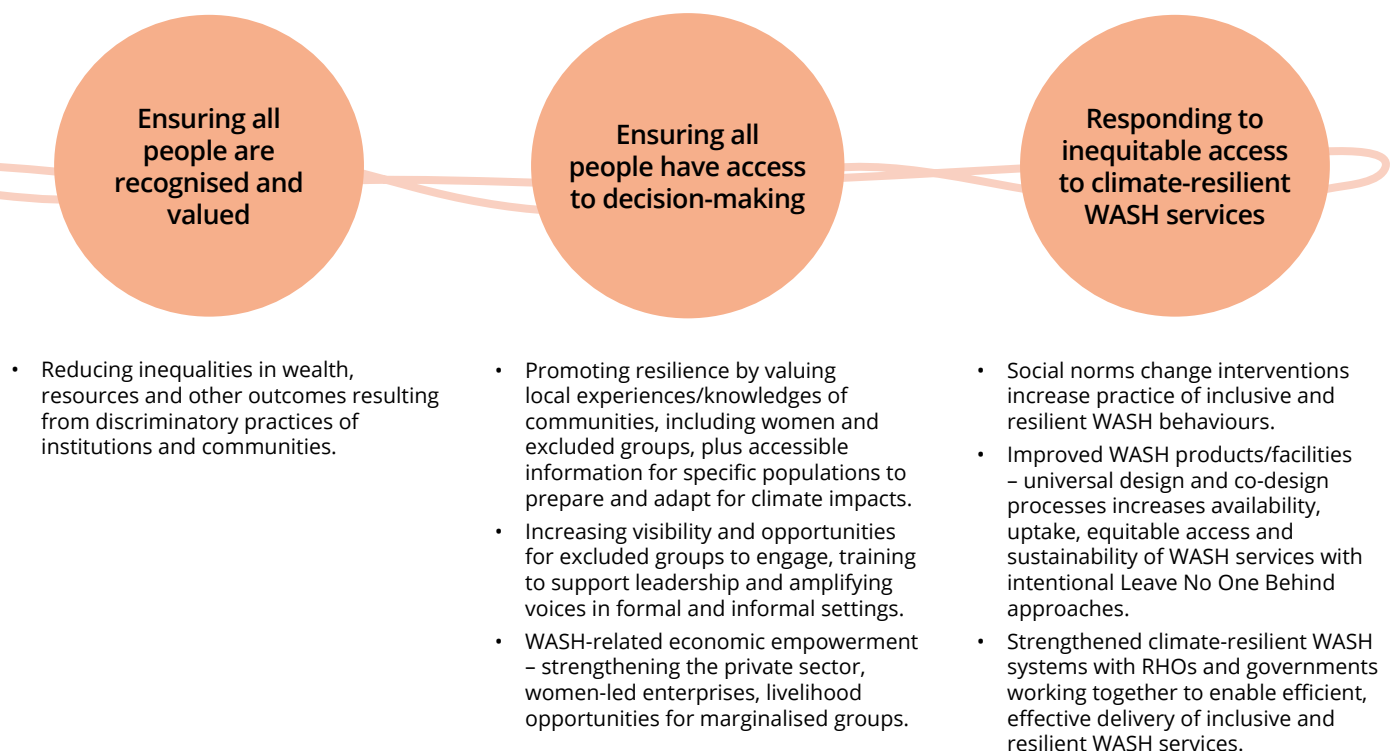 Ensuring all
people are
recognised and
valued
Ensuring all
people have access
to decision-making
Responding to
inequitable access
to climate-resilient
WASH services
• Reducing inequalities in wealth,
resources and other outcomes resulting
from discriminatory practices of
institutions and communities.
• Promoting resilience by valuing
local experiences/knowledges of
communities, including women and
excluded groups, plus accessible
information for specific populations to
prepare and adapt for climate impacts.
• Increasing visibility and opportunities
for excluded groups to engage, training
to support leadership and amplifying
voices in formal and informal settings.
• WASH-related economic empowerment
– strengthening the private sector,
women-led enterprises, livelihood
opportunities for marginalised groups.
• Social norms change interventions
increase practice of inclusive and
resilient WASH behaviours.
• Improved WASH products/facilities
– universal design and co-design
processes increases availability,
uptake, equitable access and
sustainability of WASH services with
intentional Leave No One Behind
approaches.
• Strengthened climate-resilient WASH
systems with RHOs and governments
working together to enable efficient,
effective delivery of inclusive and
resilient WASH services.